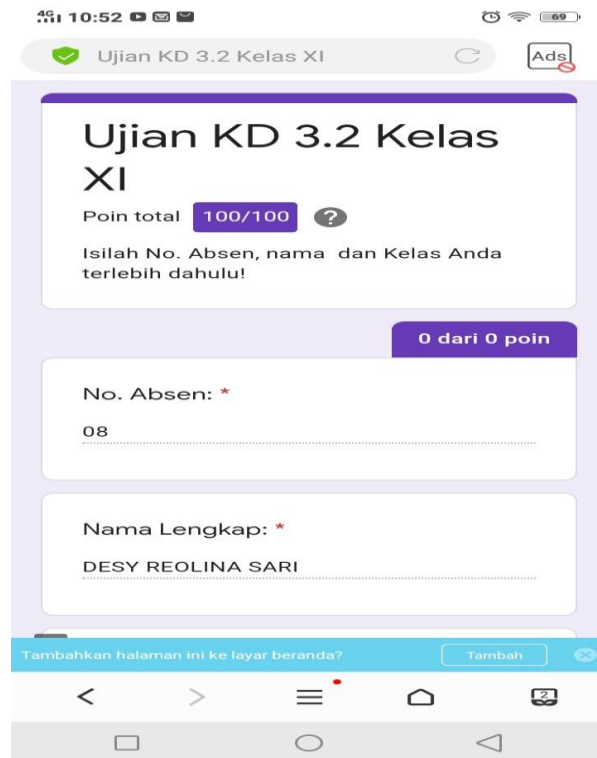 4G 10:52 69
Ujian KD 3.2 Kelas XI
Ads
Ujian KD 3.2 Kelas
XI
Poin total 100/100 ?
Isilah No. Absen, nama dan Kelas Anda
terlebih dahulu!
0 dari 0 poin
No. Absen: *
08
Nama Lengkap: *
DESY REOLINA SARI
Tambahkan halaman ini ke layar beranda? Tambah
2